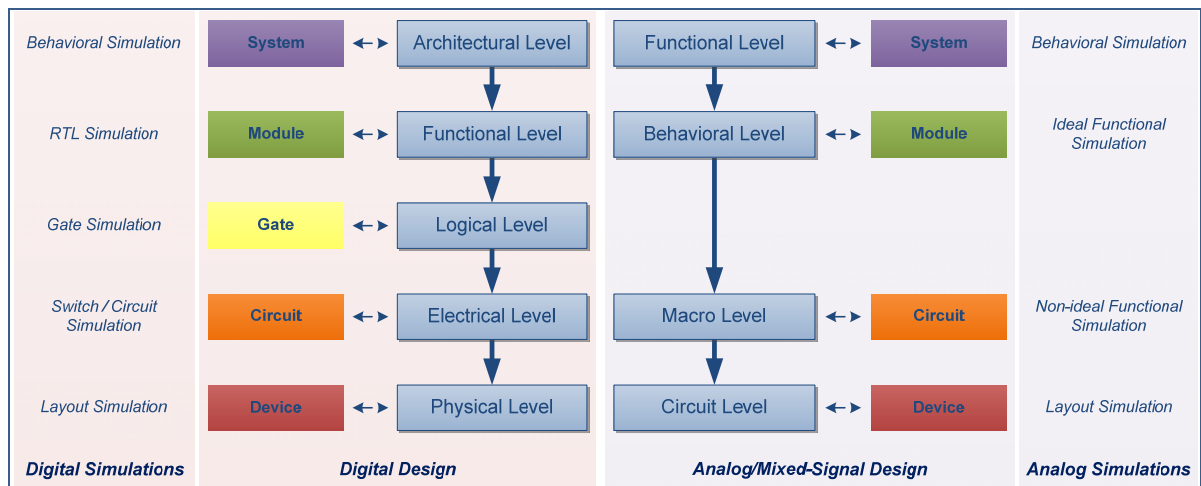 Behavioral Simulation
System
Architectural Level
Functional Level
System
Behavioral Simulation
RTL Simulation
Module
Functional Level
Behavioral Level
Module
Ideal Functional
Simulation
Gate Simulation
Gate
Logical Level
Switch / Circuit
Simulation
Circuit
Electrical Level
Macro Level
Circuit
Non-ideal Functional
Simulation
Layout Simulation
Device
Physical Level
Circuit Level
Device
Layout Simulation
Digital Simulations
Digital Design
Analog/Mixed-Signal Design
Analog Simulations